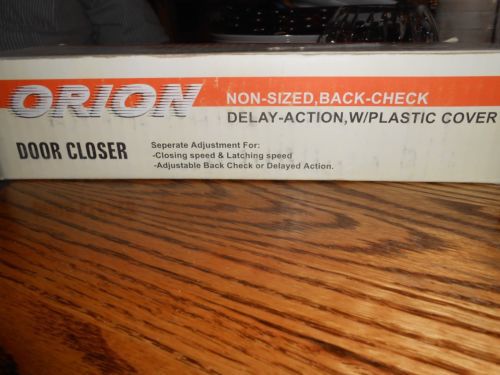 ORION
NON-SIZED,BACK-CHECK
DELAY-ACTION,W/PLASTIC COVER
DOOR CLOSER
Seperate Adjustment For:
-Closing speed & Latching speed
-Adjustable Back Check or Delayed Action.